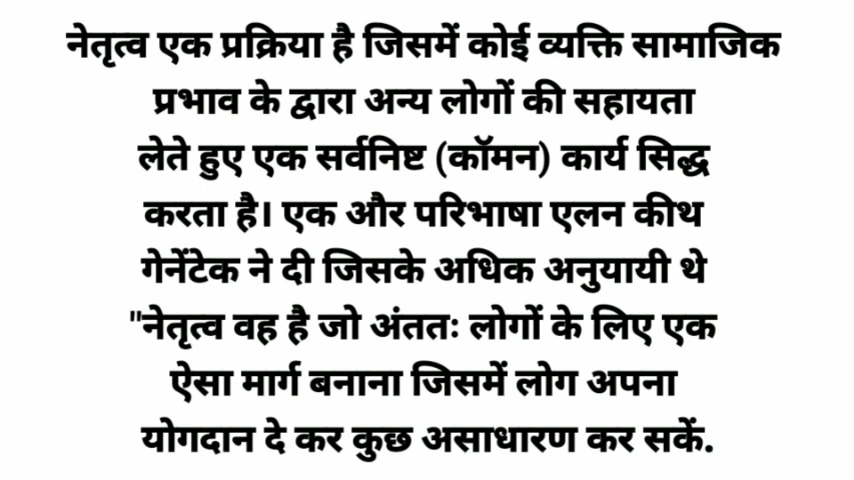 नेतृत्व एक प्रक्रिया है जिसमें कोई व्यक्ति सामाजिक
प्रभाव के द्वारा अन्य लोगों की सहायता
लेते हुए एक सर्वनिष्ट (कॉमन) कार्य सिद्ध
करता है। एक और परिभाषा एलन कीथ
गेनेंटेक ने दी जिसके अधिक अनुयायी थे
"नेतृत्व वह है जो अंततः लोगों के लिए एक
ऐसा मार्ग बनाना जिसमें लोग अपना
योगदान दे कर कुछ असाधारण कर सकें.